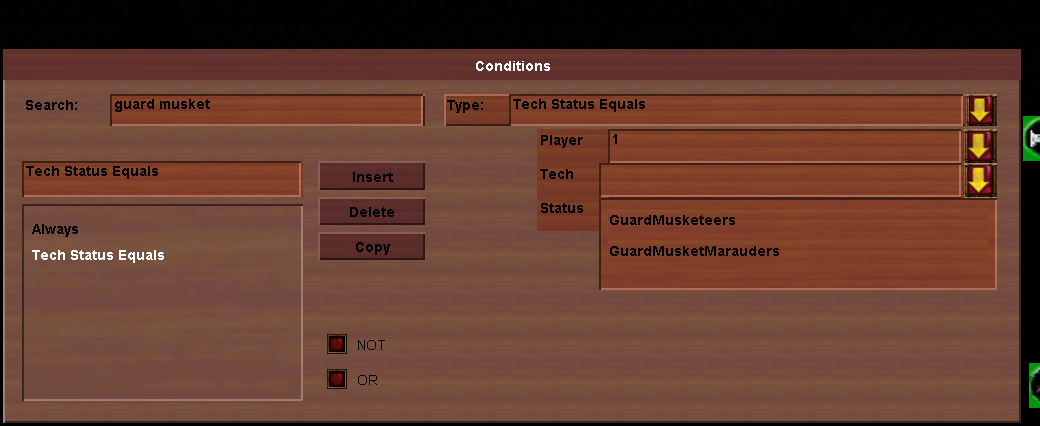 Conditions
Search: guard musket
Type: Tech Status Equals
Player 1
Tech
Status
GuardMusketeers
GuardMusketMarauders
Tech Status Equals
Insert
Delete
Copy
Always
Tech Status Equals
NOT
OR